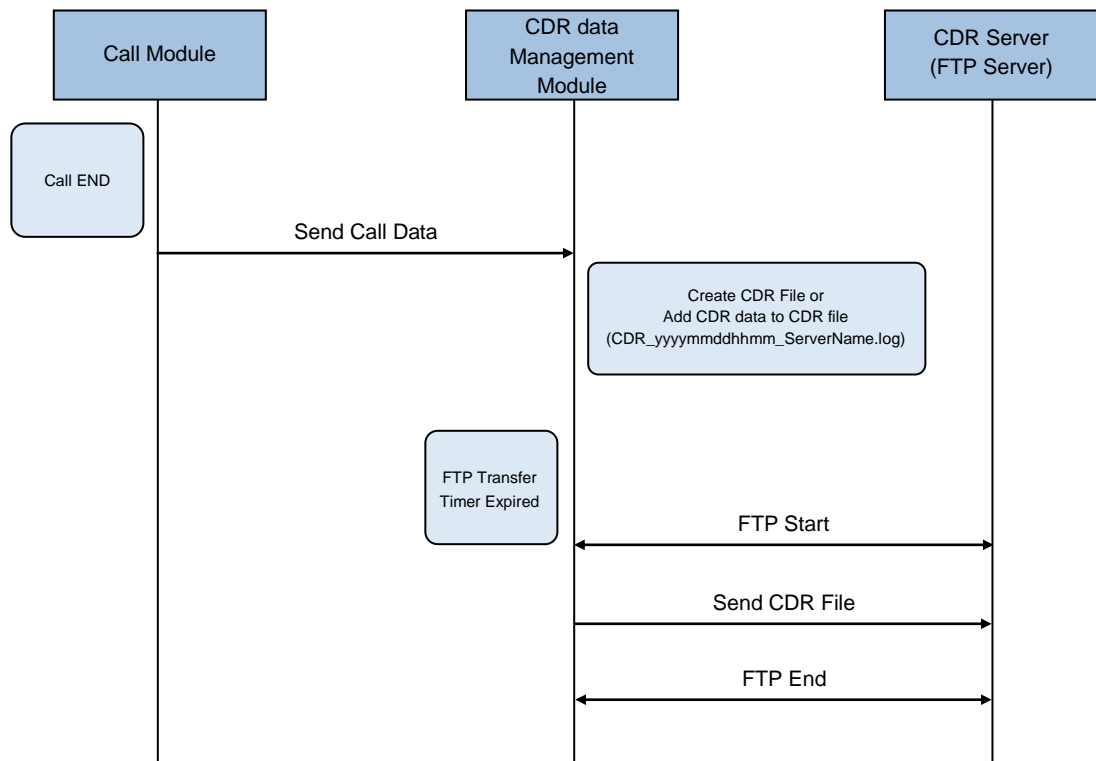 Call Module
CDR data
Management
Module
CDR Server
(FTP Server)
Call END
Send Call Data
Create CDR File or
Add CDR data to CDR file
(CDR_yyyymmddhhmm_ServerName.log)
FTP Transfer
Timer Expired
FTP Start
Send CDR File
FTP End